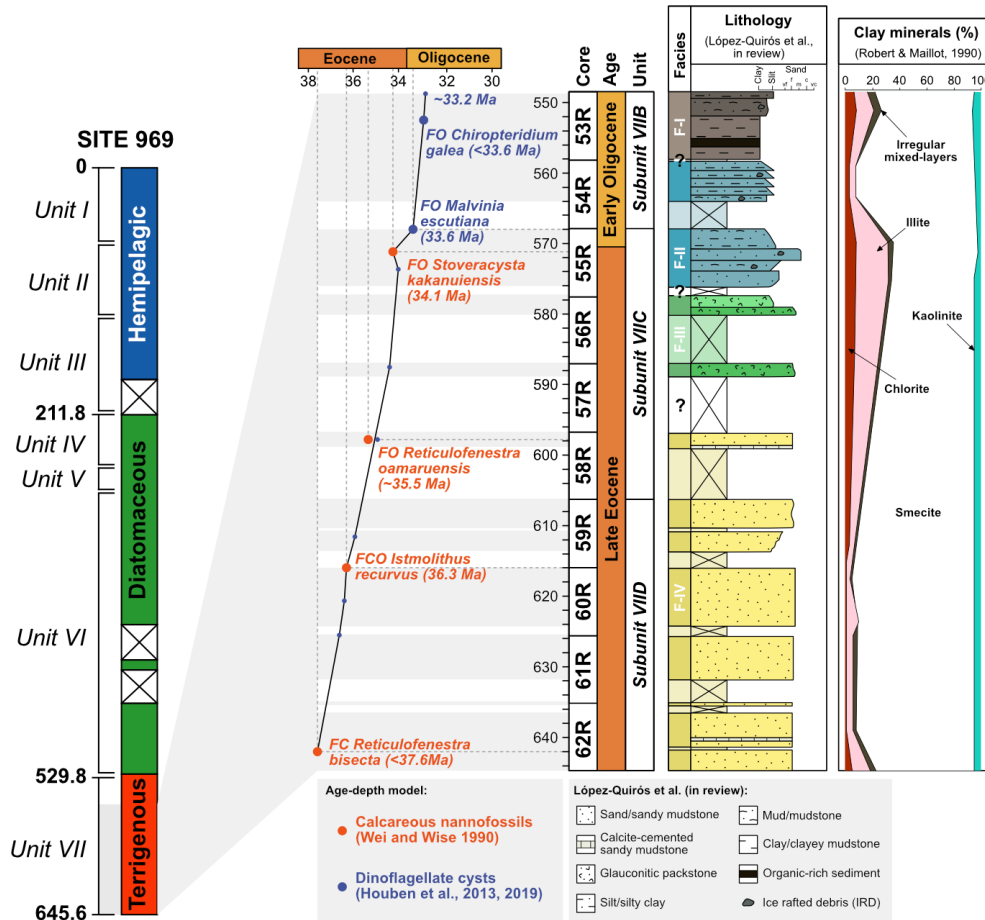 SITE 969
0
Unit I
Unit II
Unit III
211.8
Unit IV
Unit V
Unit VI
529.8
Unit VII
645.6
Hemipelagic
Diatomaceous
Terrigenous
Eocene
Oligocene
38
36
34
32
30
~33.2 Ma
FO Chiropteridium
galea (<33.6 Ma)
FO Malvinia
escutiana
(33.6 Ma)
FO Stoveracysta
kakanuiensis
(34.1 Ma)
FO Reticulofenestra
oamaruensis
(~35.5 Ma)
FCO Istmolithus
recurvus (36.3 Ma)
FC Reticulofenestra
bisecta (<37.6Ma)
550
560
570
580
590
600
610
620
630
640
Core
53R
54R
55R
56R
57R
58R
59R
60R
61R
62R
Age
Early Oligocene
Late Eocene
Unit
Subunit VIIB
Subunit VIIC
Subunit VIID
Facies
F-I
?
F-II
?
F-III
?
F-IV
Lithology
(López-Quirós et al.,
in review)
Clay
Slit
Sand
vf
f
m
c
vc
Clay minerals (%)
(Robert & Maillot, 1990)
0
20
40
60
80
100
Irregular
mixed-layers
Illite
Kaolinite
Chlorite
Smecite
Age-depth model:
Calcareous nannofossils
(Wei and Wise 1990)
Dinoflagellate cysts
(Houben et al., 2013, 2019)
López-Quirós et al. (in review):
Sand/sandy mudstone
Calcite-cemented
sandy mudstone
Glauconitic packstone
Silt/silty clay
Mud/mudstone
Clay/clayey mudstone
Organic-rich sediment
Ice rafted debris (IRD)